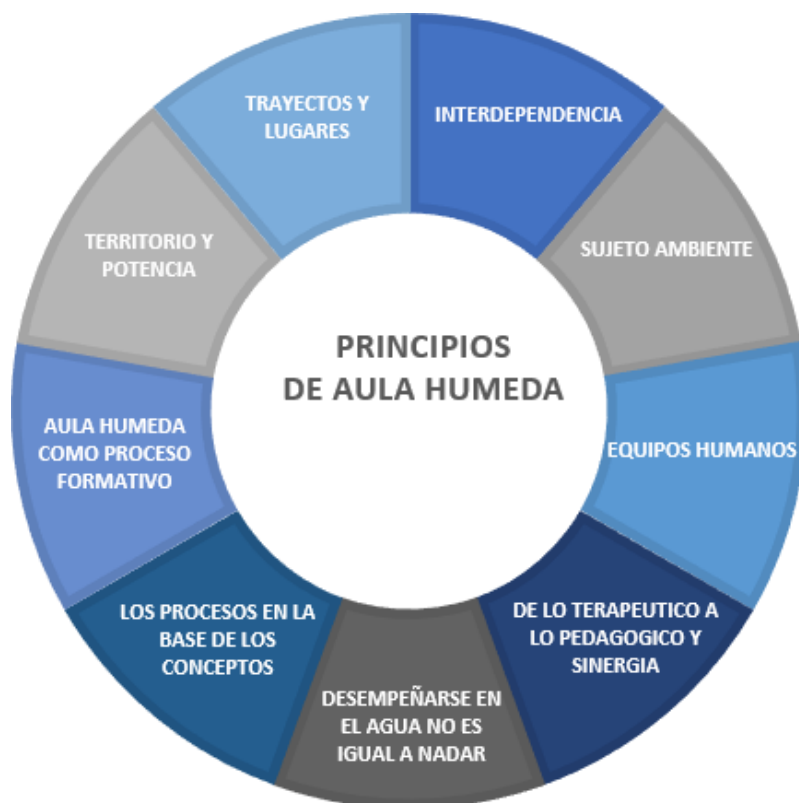 PRINCIPIOS
DE AULA HUMEDA
INTERDEPENDENCIA
SUJETO AMBIENTE
EQUIPOS HUMANOS
DE LO TERAPEUTICO A
LO PEDAGOGICO Y
SINERGIA
DESEMPEÑARSE EN
EL AGUA NO ES
IGUAL A NADAR
LOS PROCESOS EN LA
BASE DE LOS
CONCEPTOS
AULA HUMEDA
COMO PROCESO
FORMATIVO
TERRITORIO Y
POTENCIA
TRAYECTOS Y
LUGARES